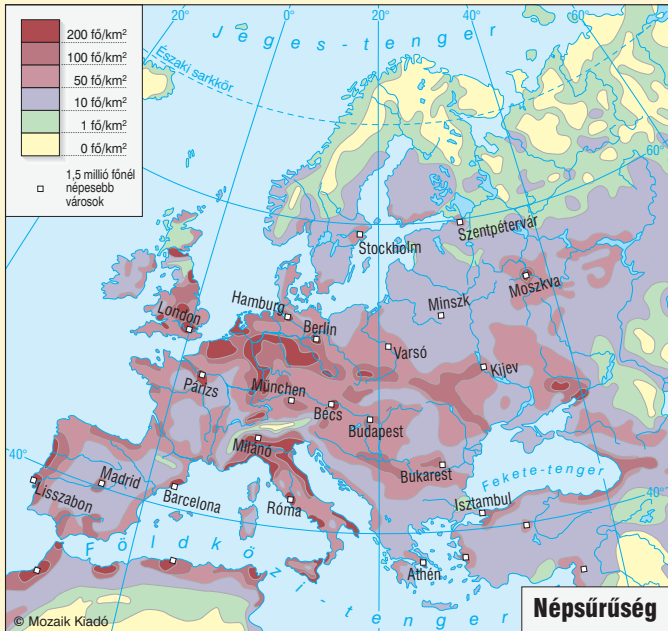 20°
0°
20°
40°
60°
Jeges-tenger
Északi sarkkör
200 fő/km²
100 fő/km²
50 fő/km²
10 fő/km²
1 fő/km²
0 fő/km²
1,5 millió főnél
népesebb
városok
60°
Stockholm
Szentpétervár
Moszkva
Minszk
Hamburg
London
Berlin
Varsó
Kijev
Párizs
München
Bécs
Budapest
Milánó
Bukarest
Fekete-tenger
40°
Madrid
Lisszabon
Barcelona
Róma
Isztambul
40°
Athén
Földközi-tenger
Népsűrűség
© Mozaik Kiadó